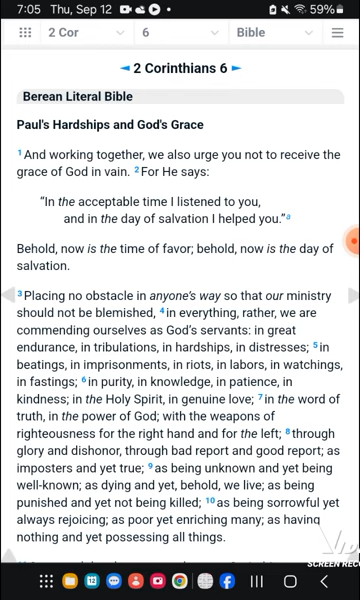 7:05 Thu, Sep 12 59%
2 Cor 6 Bible
2 Corinthians 6
Berean Literal Bible
Paul's Hardships and God's Grace
1 And working together, we also urge you not to receive the
grace of God in vain. 2 For He says:
“In the acceptable time I listened to you,
and in the day of salvation I helped you.”a
Behold, now is the time of favor; behold, now is the day of
salvation.
3 Placing no obstacle in anyone’s way so that our ministry
should not be blemished, 4 in everything, rather, we are
commending ourselves as God’s servants: in great
endurance, in tribulations, in hardships, in distresses; 5 in
beatings, in imprisonments, in riots, in labors, in watchings,
in fastings; 6 in purity, in knowledge, in patience, in
kindness; in the Holy Spirit, in genuine love; 7 in the word of
truth, in the power of God; with the weapons of
righteousness for the right hand and for the left; 8 through
glory and dishonor, through bad report and good report; as
imposters and yet true; 9 as being unknown and yet being
well-known; as dying and yet, behold, we live; as being
punished and yet not being killed; 10 as being sorrowful yet
always rejoicing; as poor yet enriching many; as having
nothing and yet possessing all things.
SCREEN REC